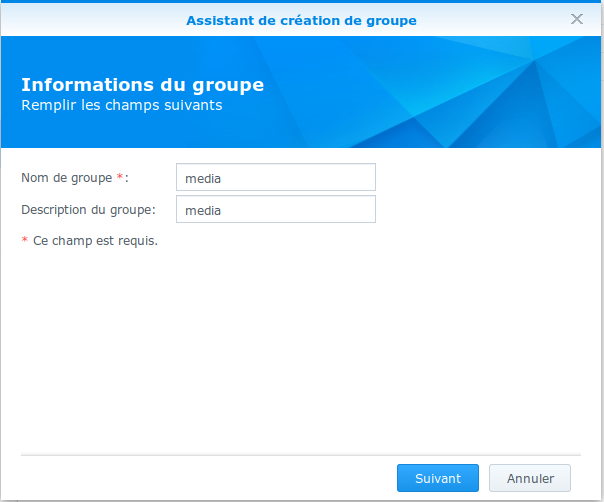 Assistant de création de groupe
Informations du groupe
Remplir les champs suivants
Nom de groupe *: media
Description du groupe: media
* Ce champ est requis.
Suivant Annuler